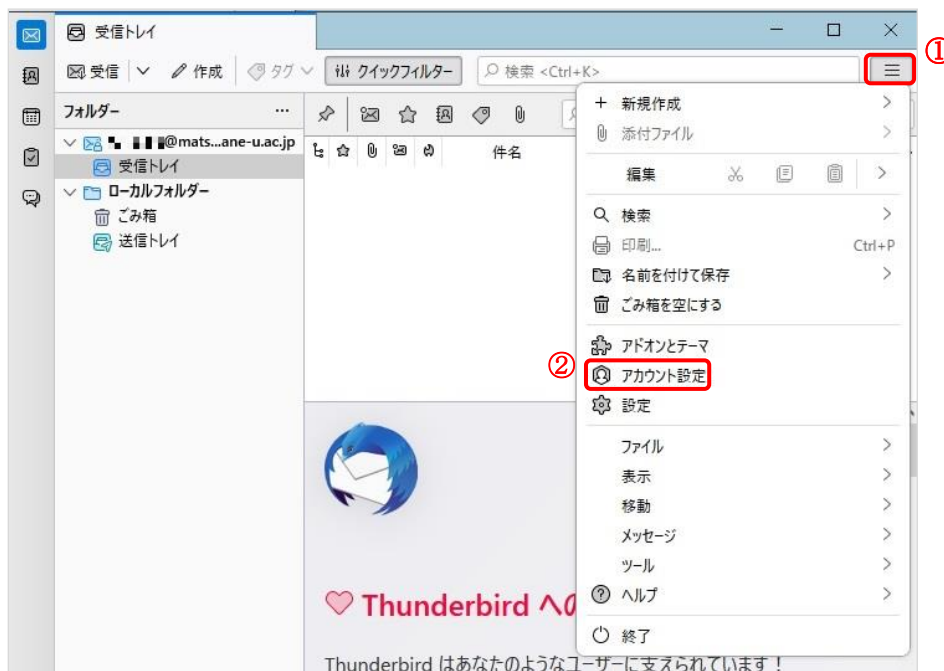 受信トレイ
①
受信 作成 タグ クイックフィルター 検索 <Ctrl+K>
フォルダー
@mats...ane-u.ac.jp
受信トレイ
ローカルフォルダー
ごみ箱
送信トレイ
件名
新規作成
添付ファイル
編集
検索
印刷... Ctrl+P
名前を付けて保存
ごみ箱を空にする
アドオンとテーマ
② アカウント設定
設定
ファイル
表示
移動
メッセージ
ツール
ヘルプ
終了
Thunderbird への
Thunderbird はあなたのようなユーザーに支えられています！